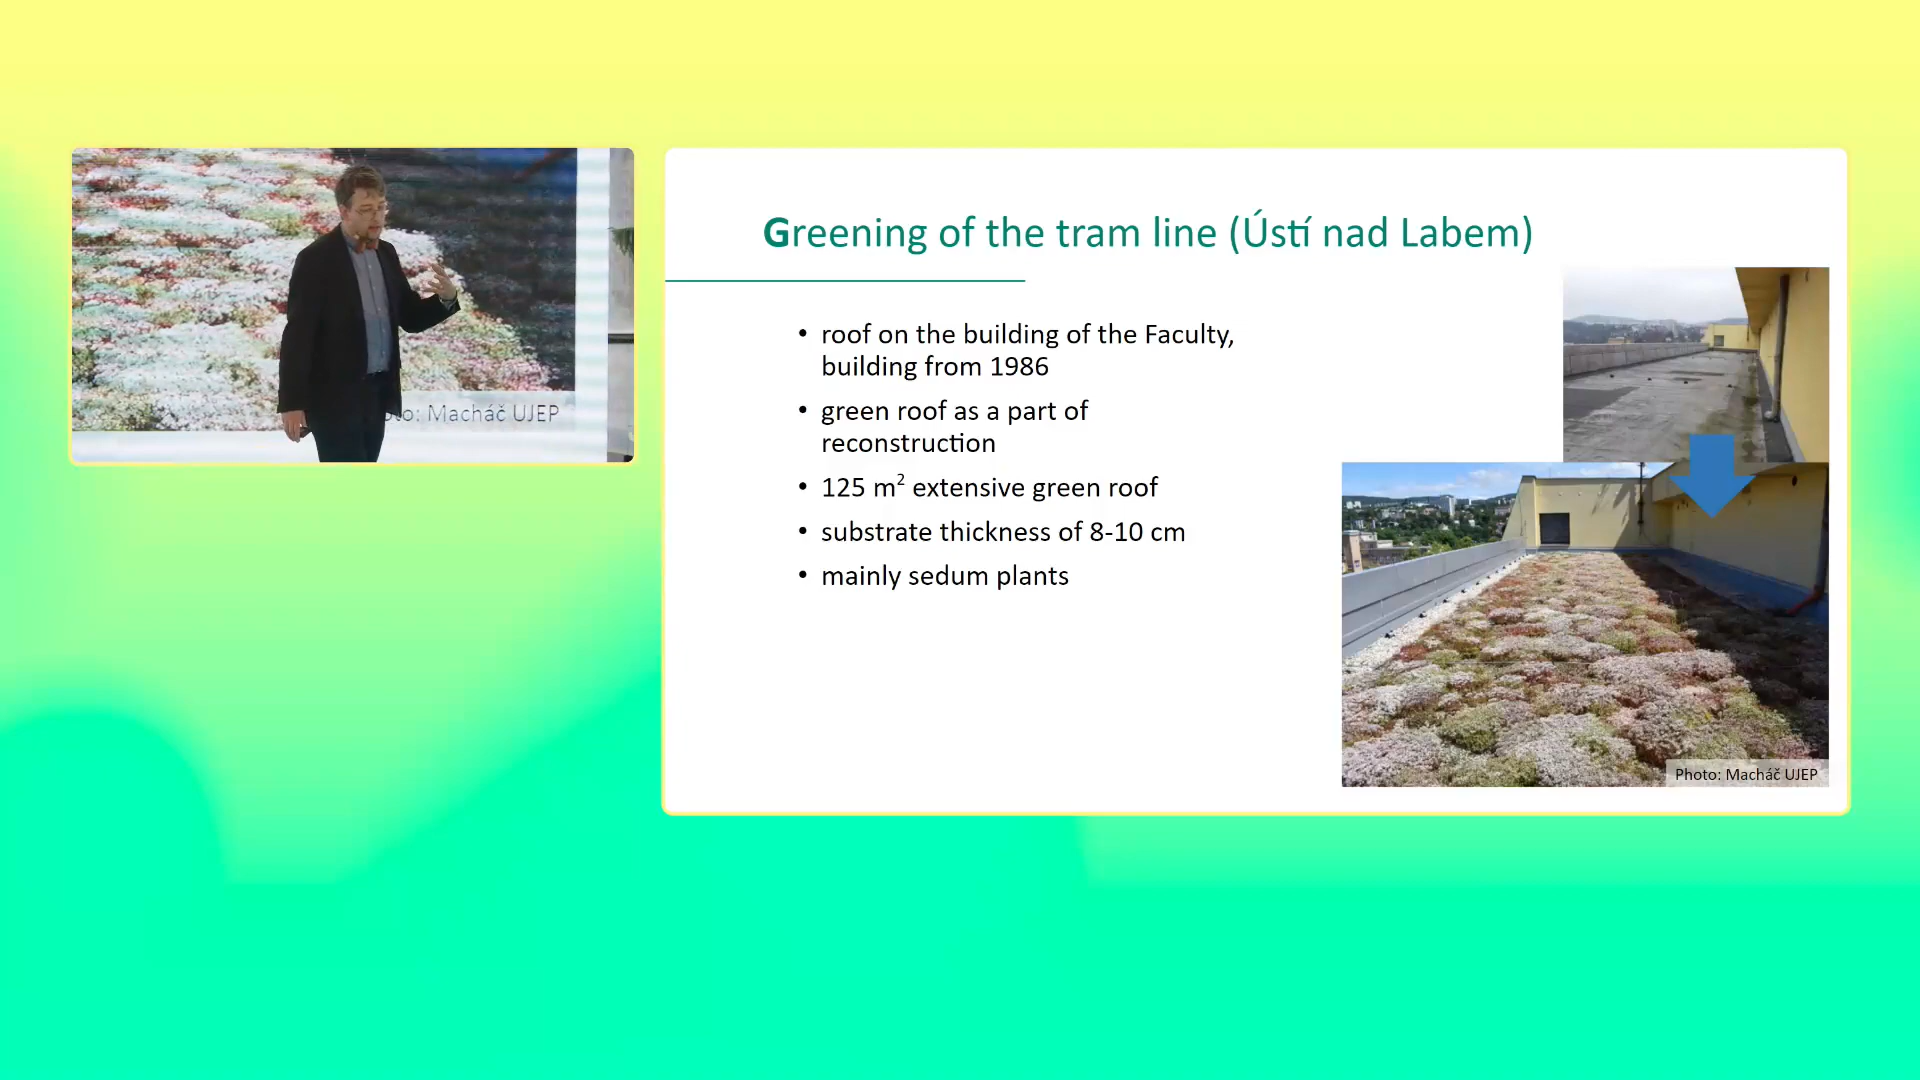 to: Macháč UJEP
Greening of the tram line (Ústí nad Labem)
• roof on the building of the Faculty,
building from 1986
• green roof as a part of
reconstruction
• 125 m² extensive green roof
• substrate thickness of 8-10 cm
• mainly sedum plants
Photo: Macháč UJEP